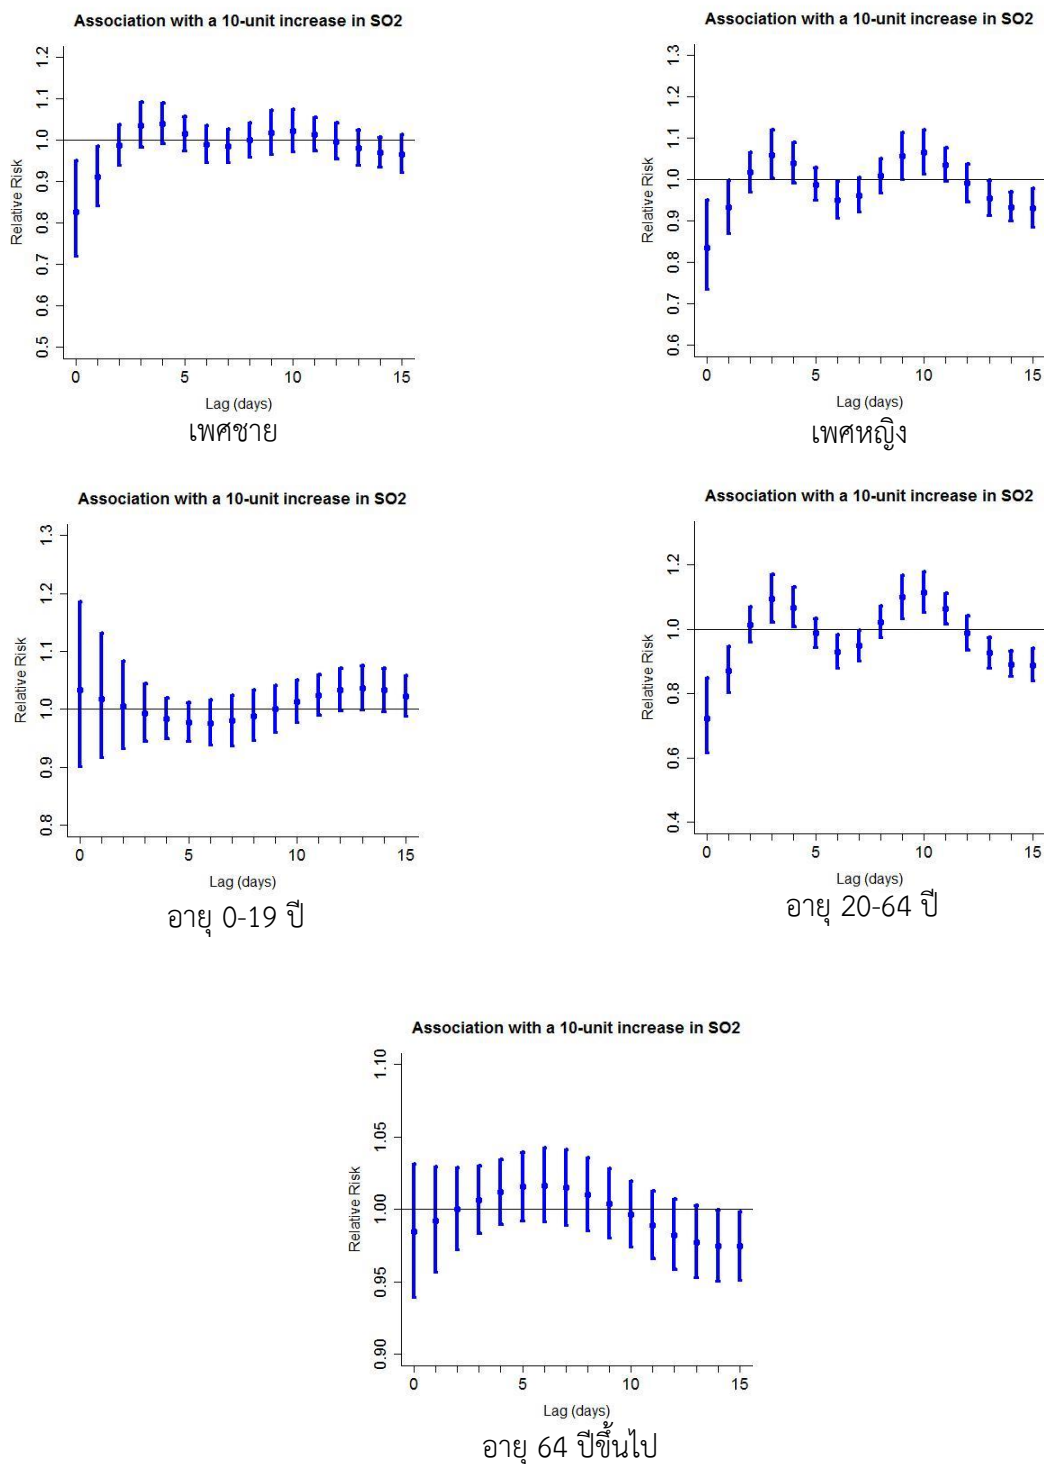 Association with a 10-unit increase in SO2
Relative Risk
1.2
1.1
1.0
0.9
0.8
0.7
0.6
0.5
0 5 10 15
Lag (days)
เพศชาย
Association with a 10-unit increase in SO2
Relative Risk
1.3
1.2
1.1
1.0
0.9
0.8
0.7
0.6
0 5 10 15
Lag (days)
เพศหญิง
Association with a 10-unit increase in SO2
Relative Risk
1.3
1.2
1.1
1.0
0.9
0.8
0 5 10 15
Lag (days)
อายุ 0-19 ปี
Association with a 10-unit increase in SO2
Relative Risk
1.2
1.0
0.8
0.6
0.4
0 5 10 15
Lag (days)
อายุ 20-64 ปี
Association with a 10-unit increase in SO2
Relative Risk
1.10
1.05
1.00
0.95
0.90
0 5 10 15
Lag (days)
อายุ 64 ปีขึ้นไป